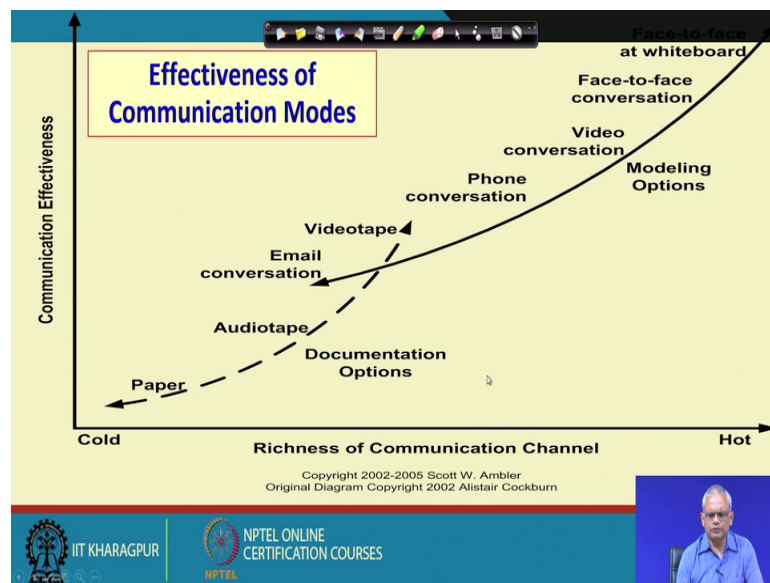 Effectiveness of
Communication Modes
Face-to-face
at whiteboard
Face-to-face
conversation
Video
conversation
Modeling
Options
Phone
conversation
Videotape
Email
conversation
Audiotape
Documentation
Options
Paper
Communication Effectiveness
Cold
Richness of Communication Channel
Hot
Copyright 2002-2005 Scott W. Ambler
Original Diagram Copyright 2002 Alistair Cockburn
IIT KHARAGPUR
NPTEL
NPTEL ONLINE
CERTIFICATION COURSES